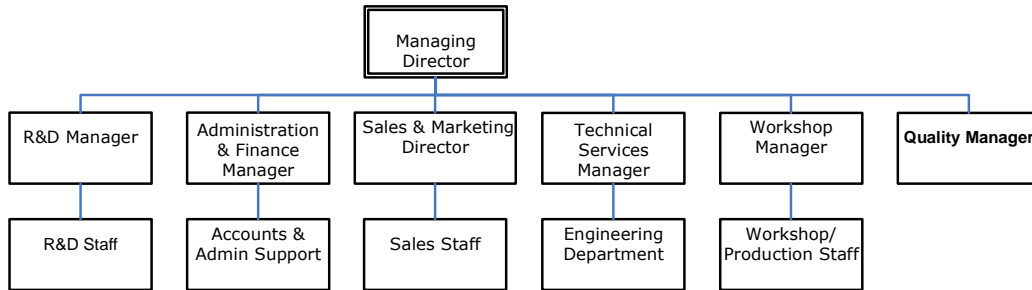 Managing
Director
R&D Manager
Administration
& Finance
Manager
Sales & Marketing
Director
Technical
Services
Manager
Workshop
Manager
Quality Manager
R&D Staff
Accounts &
Admin Support
Sales Staff
Engineering
Department
Workshop/
Production Staff